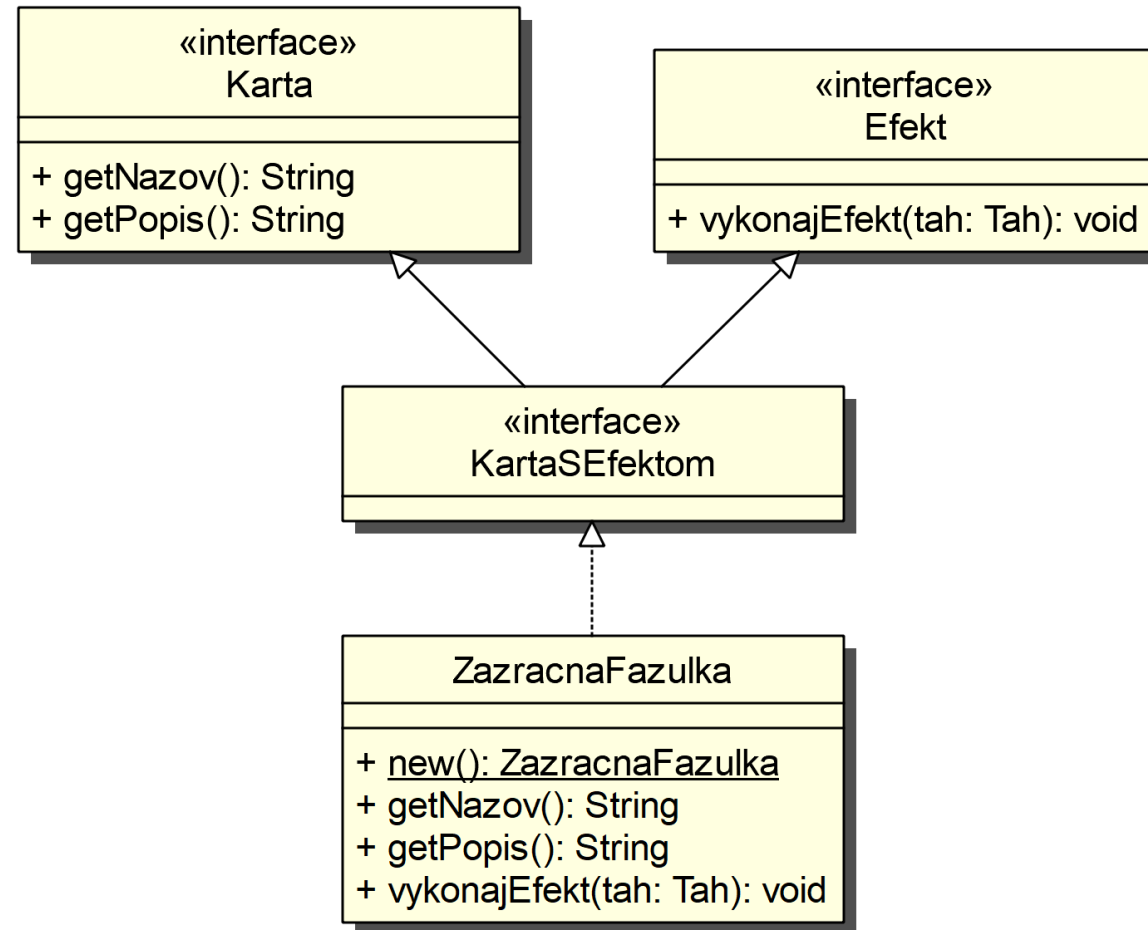 «interface»
Karta
+ getNazov(): String
+ getPopis(): String
«interface»
Efekt
+ vykonajEfekt(tah: Tah): void
«interface»
KartaSEfektom
ZazracnaFazulka
+ new(): ZazracnaFazulka
+ getNazov(): String
+ getPopis(): String
+ vykonajEfekt(tah: Tah): void